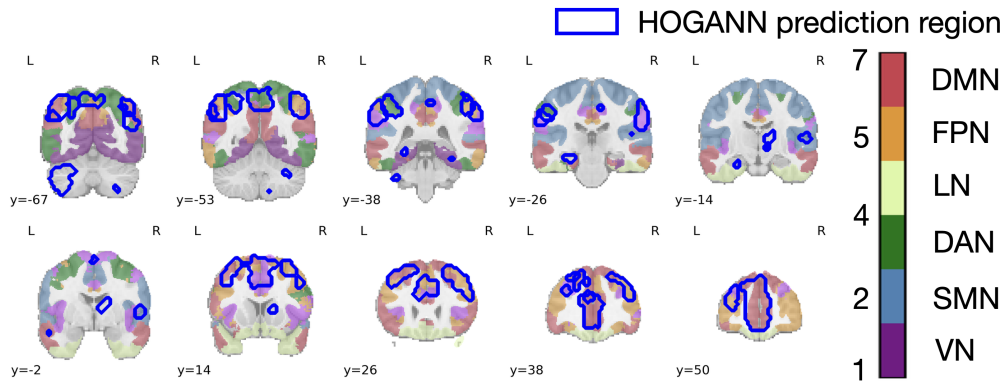 HOGANN prediction region
L R L R L R L R L R
y=-67 y=-53 y=-38 y=-26 y=-14
L R L R L R L R L R
y=-2 y=14 y=26 y=38 y=50
7
DMN
5
FPN
LN
4
DAN
2
SMN
VN
1